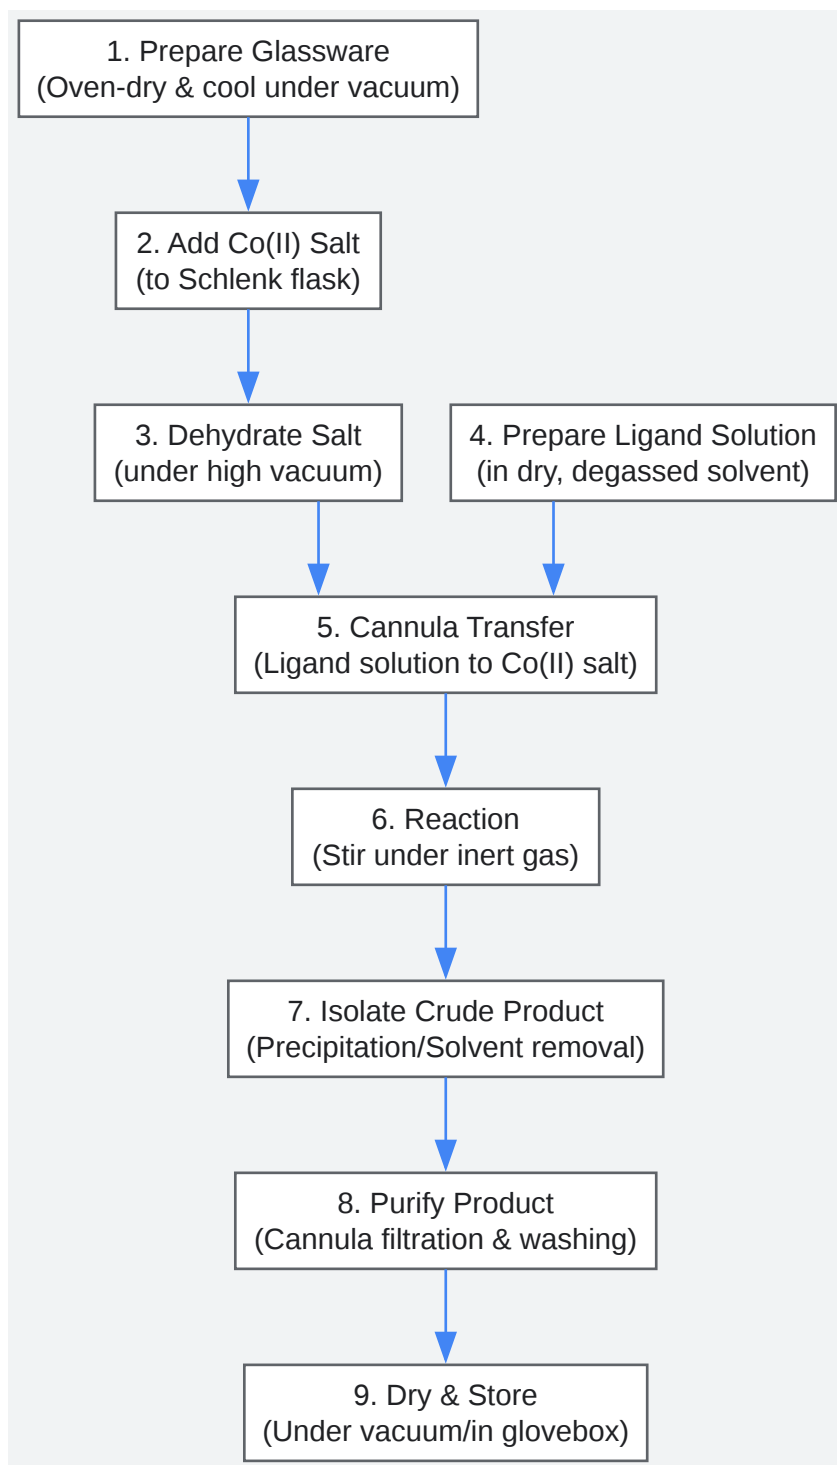 1. Prepare Glassware
(Oven-dry & cool under vacuum)
2. Add Co(II) Salt
(to Schlenk flask)
3. Dehydrate Salt
(under high vacuum)
4. Prepare Ligand Solution
(in dry, degassed solvent)
5. Cannula Transfer
(Ligand solution to Co(II) salt)
6. Reaction
(Stir under inert gas)
7. Isolate Crude Product
(Precipitation/Solvent removal)
8. Purify Product
(Cannula filtration & washing)
9. Dry & Store
(Under vacuum/in glovebox)